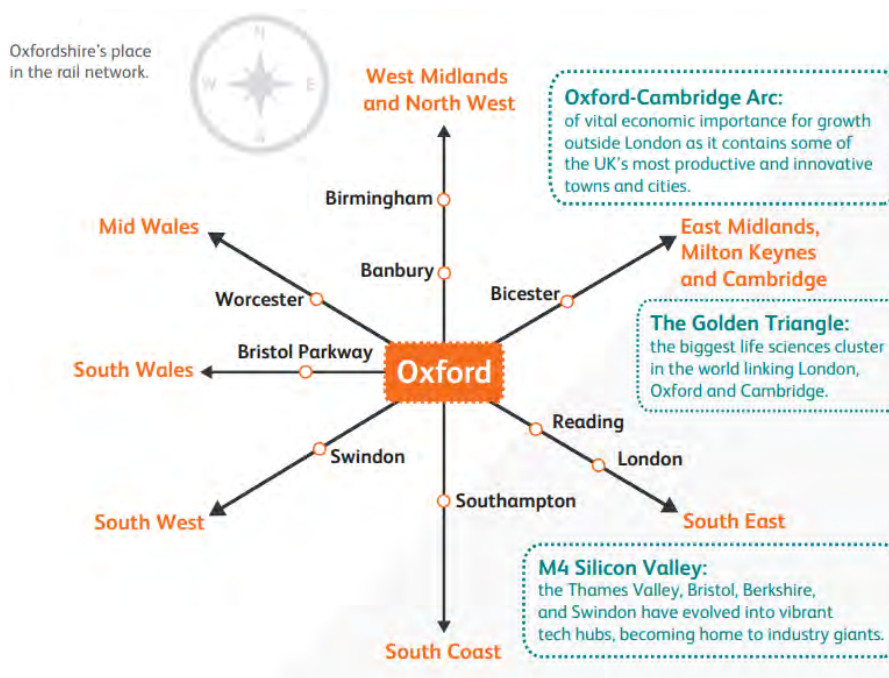 Oxfordshire’s place
in the rail network.
N
W
E
West Midlands
and North West
Oxford-Cambridge Arc:
of vital economic importance for growth
outside London as it contains some of
the UK’s most productive and innovative
towns and cities.
Birmingham
Mid Wales
East Midlands,
Milton Keynes
and Cambridge
Banbury
Bicester
Worcester
The Golden Triangle:
the biggest life sciences cluster
in the world linking London,
Oxford and Cambridge.
Bristol Parkway
South Wales
Oxford
Reading
Swindon
London
Southampton
South West
South East
M4 Silicon Valley:
the Thames Valley, Bristol, Berkshire,
and Swindon have evolved into vibrant
tech hubs, becoming home to industry giants.
South Coast